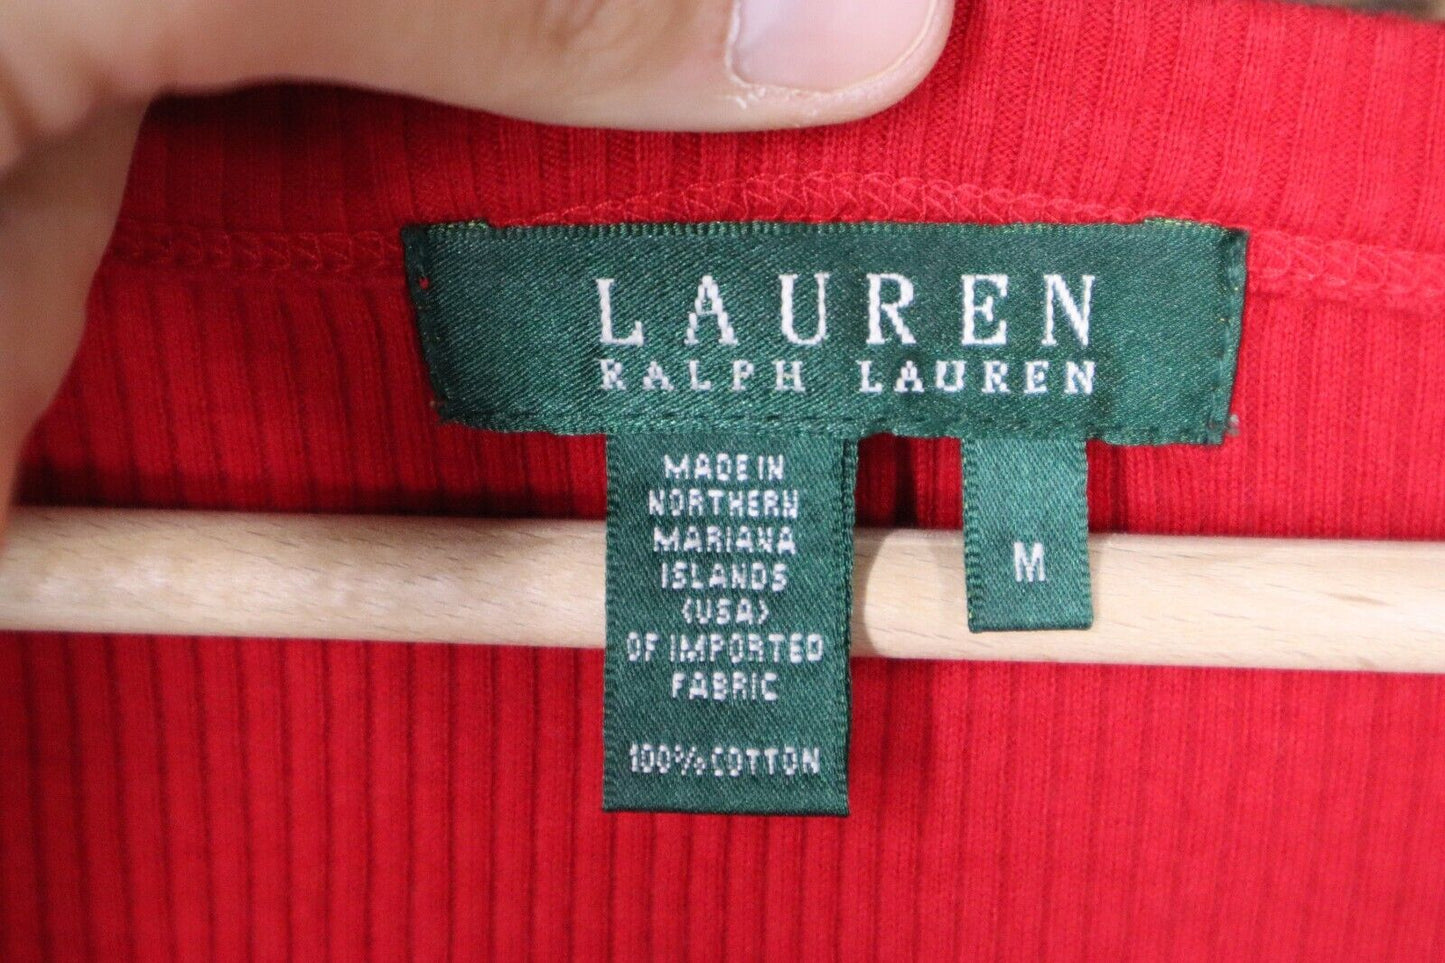 LAUREN
RALPH LAUREN
MADE IN
NORTHERN
MARIANA
ISLANDS
(USA)
OF IMPORTED
FABRIC
100% COTTON
M